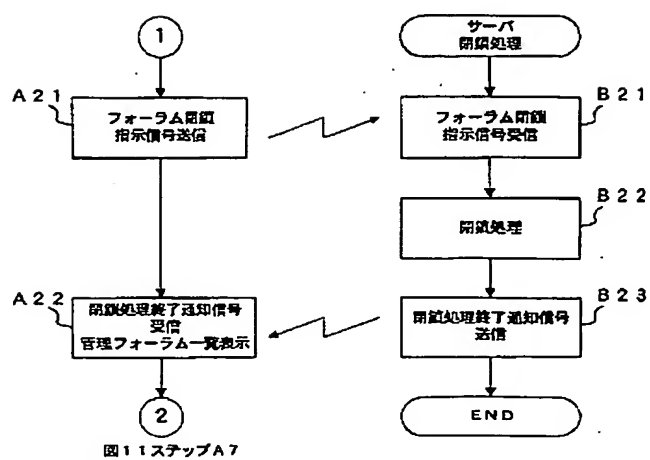 1
サーバ
閉鎖処理
A21
フォーラム閉鎖
指示信号送信
B21
フォーラム閉鎖
指示信号受信
B22
閉鎖処理
A22
閉鎖処理終了通知信号
受信
管理フォーラム一覧表示
B23
閉鎖処理終了通知信号
送信
2
END
図11ステップA7